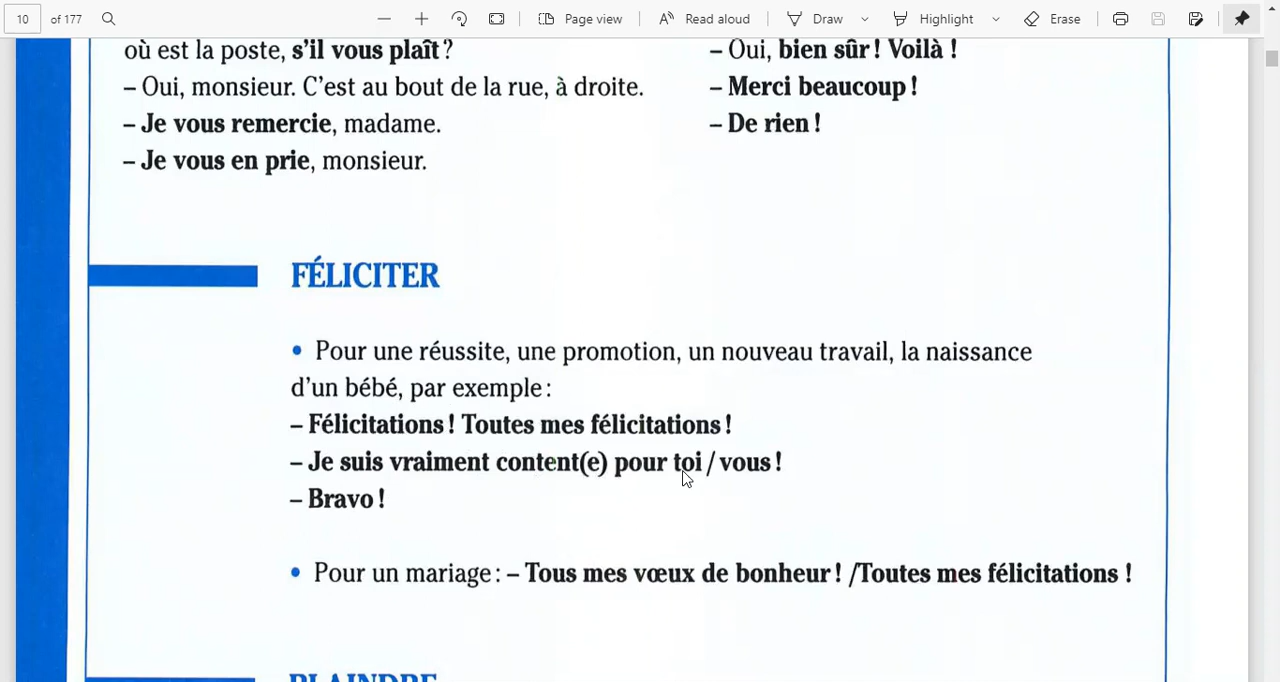 10 of 177 Page view Read aloud Draw Highlight Erase
où est la poste, s'il vous plaît ?
– Oui, monsieur. C'est au bout de la rue, à droite.
– Je vous remercie, madame.
– Je vous en prie, monsieur.
– Oui, bien sûr ! Voilà !
– Merci beaucoup !
– De rien !
FÉLICITER
• Pour une réussite, une promotion, un nouveau travail, la naissance
d'un bébé, par exemple :
– Félicitations ! Toutes mes félicitations !
– Je suis vraiment content(e) pour toi / vous !
– Bravo !
• Pour un mariage : – Tous mes vœux de bonheur ! /Toutes mes félicitations !
PLAINDRE